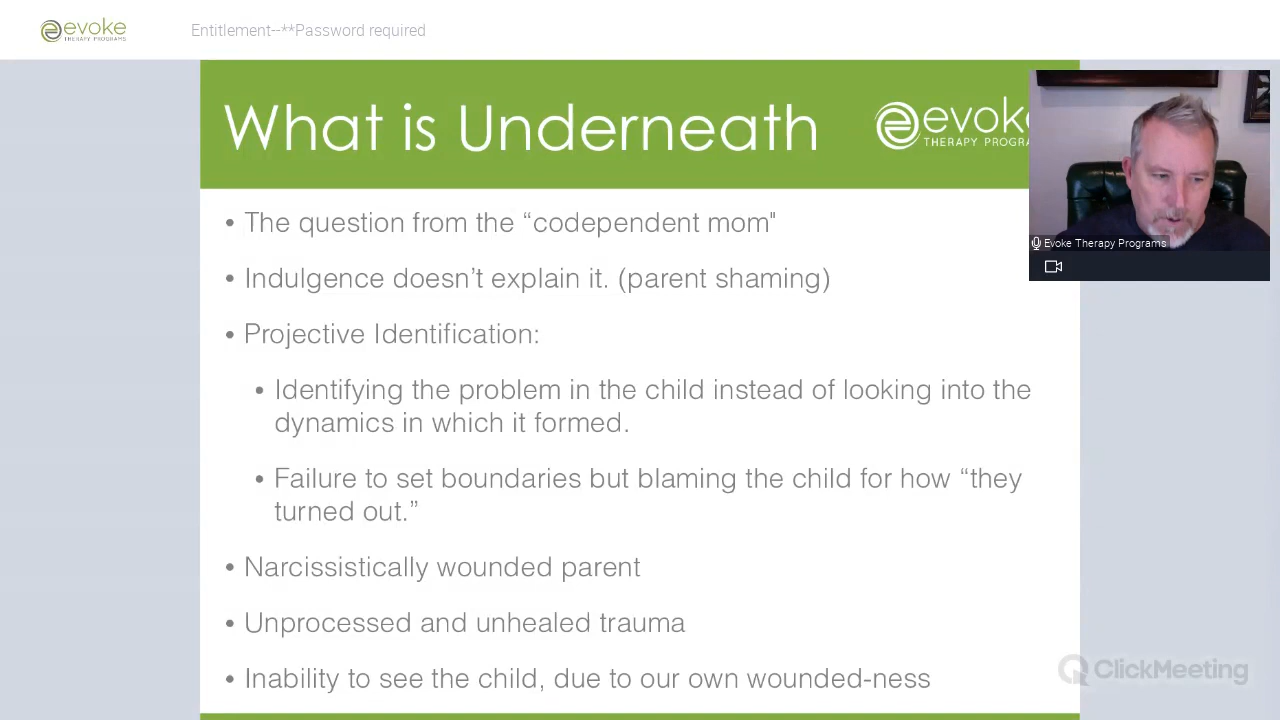 evoke
THERAPY PROGRAMS
Entitlement--**Password required
What is Underneath
evoke
THERAPY PROGRA
Evoke Therapy Programs
• The question from the “codependent mom"
• Indulgence doesn’t explain it. (parent shaming)
• Projective Identification:
• Identifying the problem in the child instead of looking into the
dynamics in which it formed.
• Failure to set boundaries but blaming the child for how “they
turned out.”
• Narcissistically wounded parent
• Unprocessed and unhealed trauma
• Inability to see the child, due to our own wounded-ness
ClickMeeting